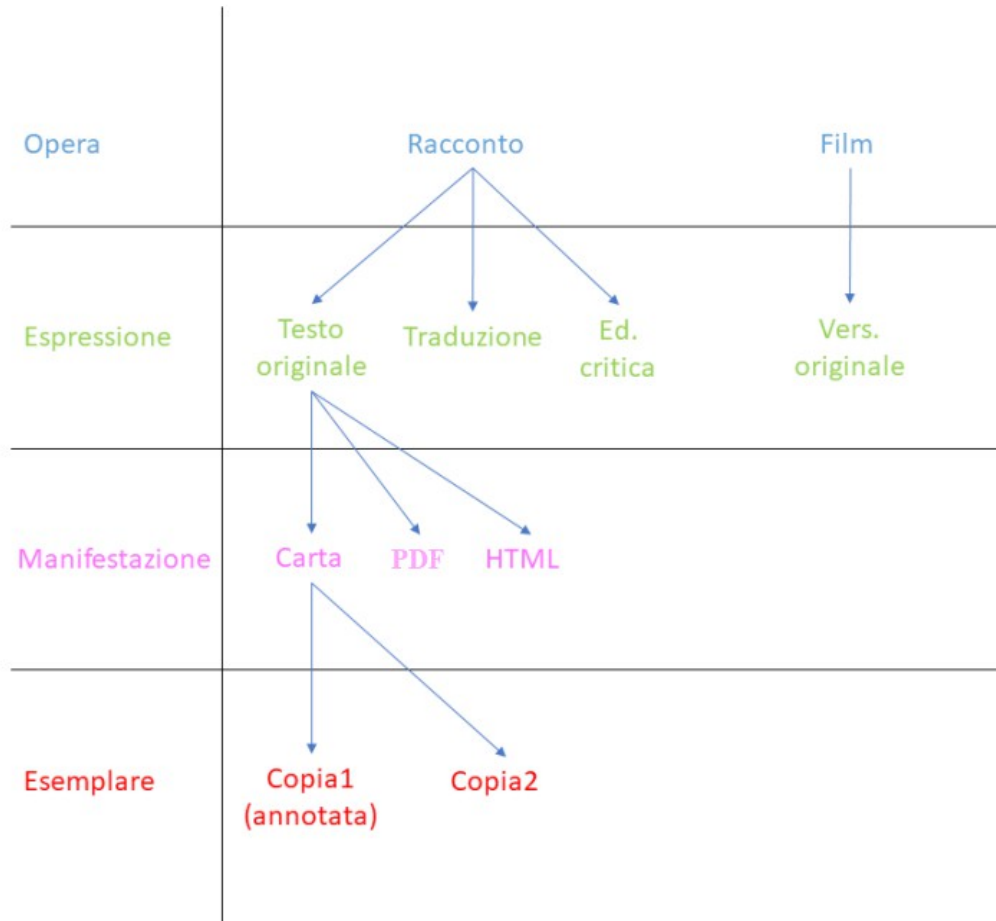 Opera
Racconto
Film
Espressione
Testo
originale
Traduzione
Ed.
critica
Vers.
originale
Manifestazione
Carta
PDF
HTML
Esemplare
Copia1
(annotata)
Copia2